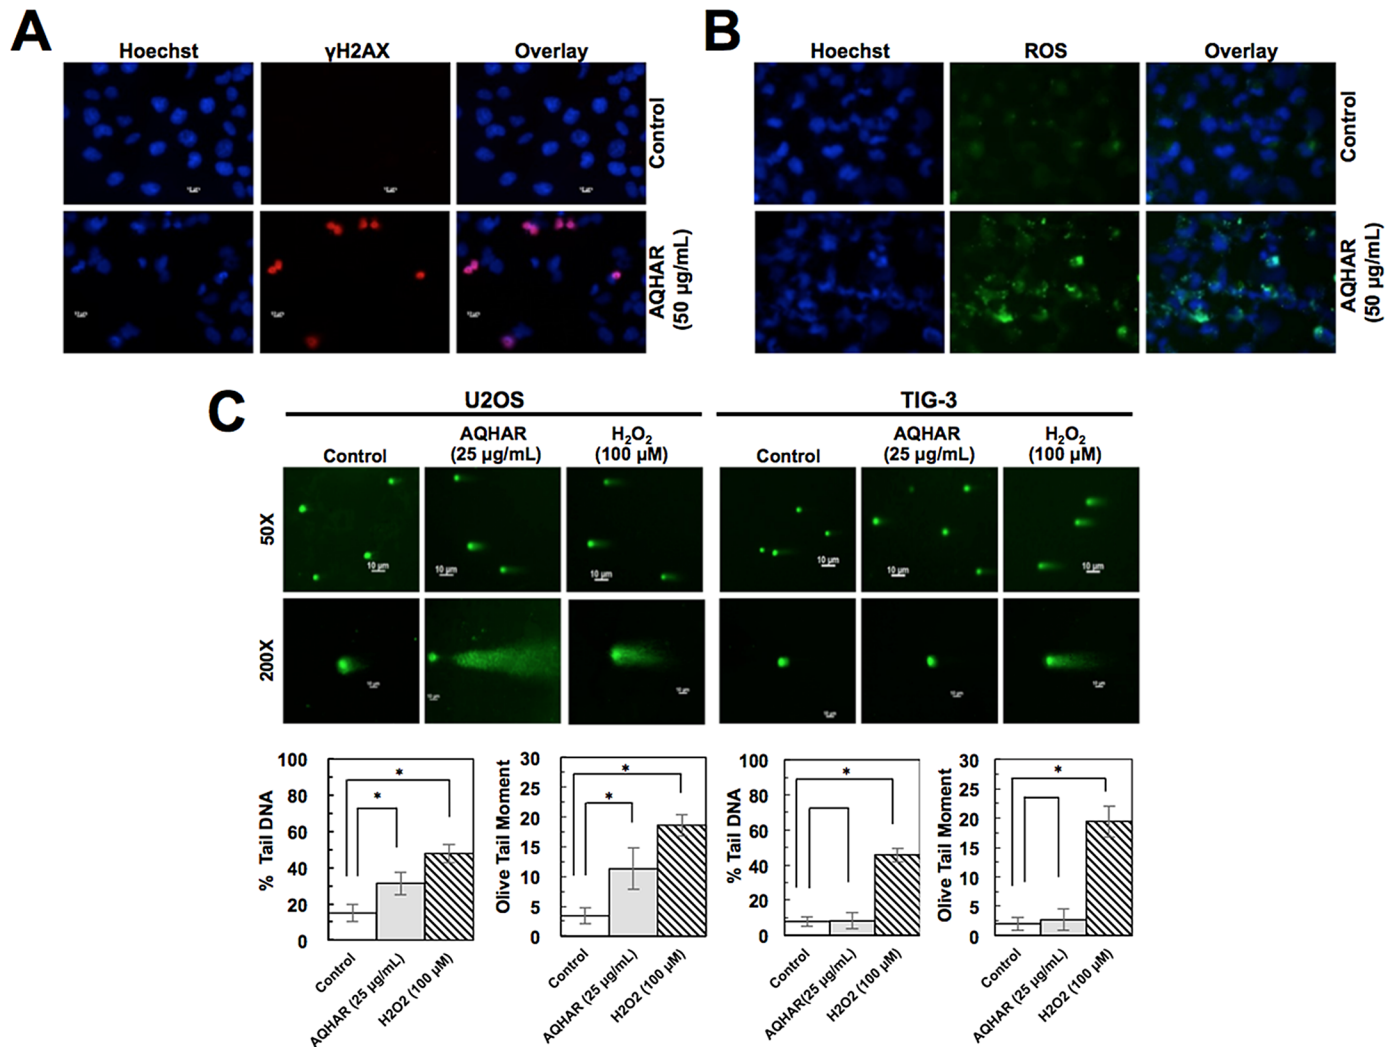 A
Hoechst γH2AX Overlay
Control
AQHAR
(50 µg/mL)
B
Hoechst ROS Overlay
Control
AQHAR
(50 µg/mL)
C
U2OS TIG-3
Control AQHAR (25 µg/mL) H₂O₂ (100 µM) Control AQHAR (25 µg/mL) H₂O₂ (100 µM)
50X
10 µm 10 µm 10 µm 10 µm 10 µm 10 µm
200X
% Tail DNA
100
80
60
40
20
0
* *
Control
AQHAR (25 µg/mL)
H2O2 (100 µM)
Olive Tail Moment
30
25
20
15
10
5
0
* *
Control
AQHAR (25 µg/mL)
H2O2 (100 µM)
% Tail DNA
100
80
60
40
20
0
*
Control
AQHAR(25 µg/mL)
H2O2 (100 µM)
Olive Tail Moment
30
25
20
15
10
5
0
*
Control
AQHAR (25 µg/mL)
H2O2 (100 µM)